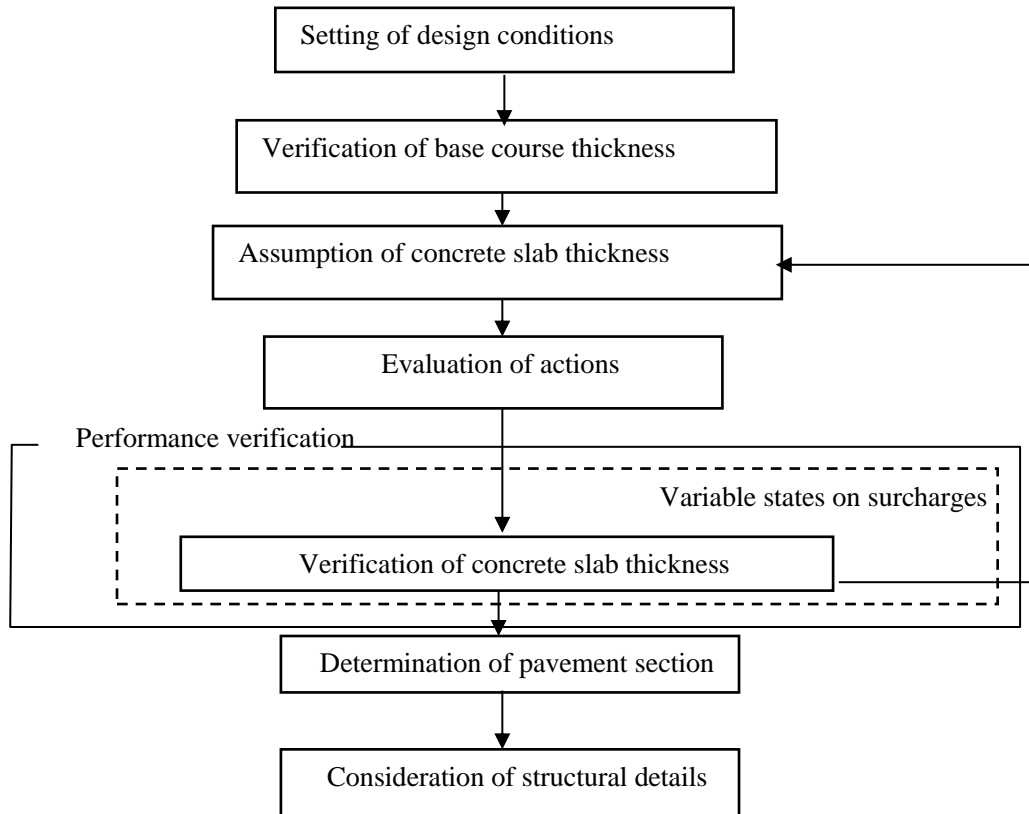 Setting of design conditions
Verification of base course thickness
Assumption of concrete slab thickness
Evaluation of actions
Performance verification
Variable states on surcharges
Verification of concrete slab thickness
Determination of pavement section
Consideration of structural details